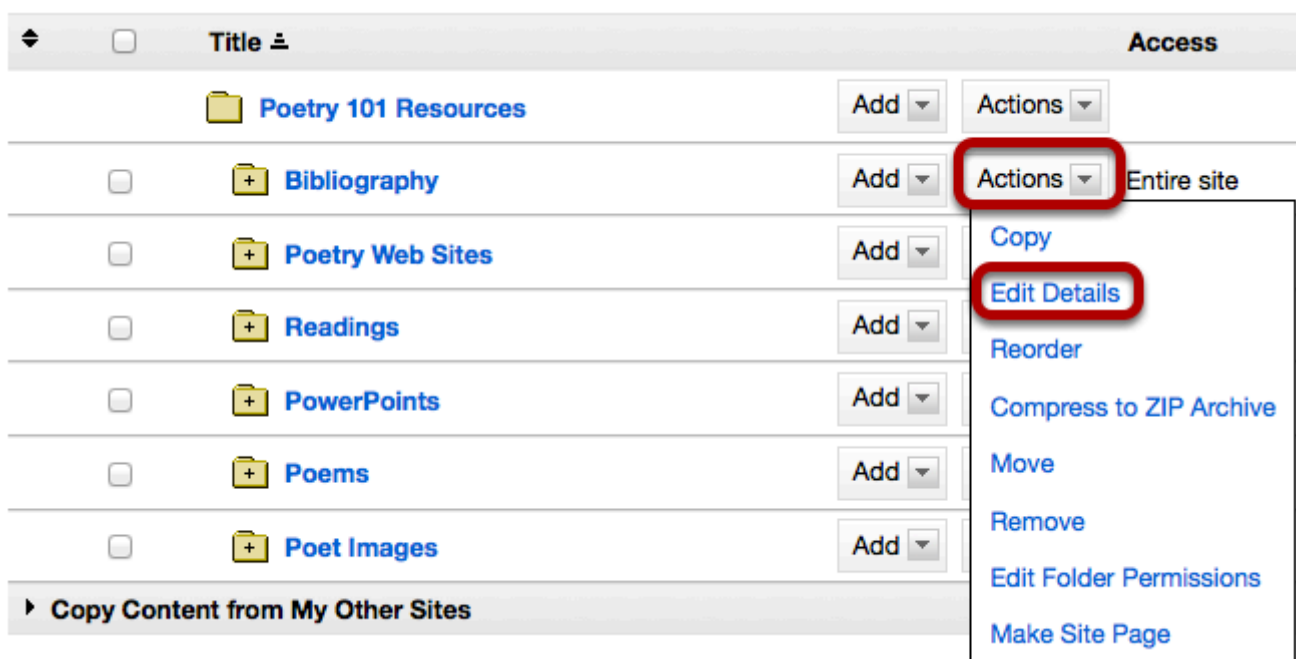 Title Access
Poetry 101 Resources Add Actions
Bibliography Add Actions Entire site
Copy
Poetry Web Sites Add
Edit Details
Readings Add
Reorder
PowerPoints Add
Compress to ZIP Archive
Move
Poems Add
Remove
Poet Images Add
Edit Folder Permissions
Copy Content from My Other Sites
Make Site Page